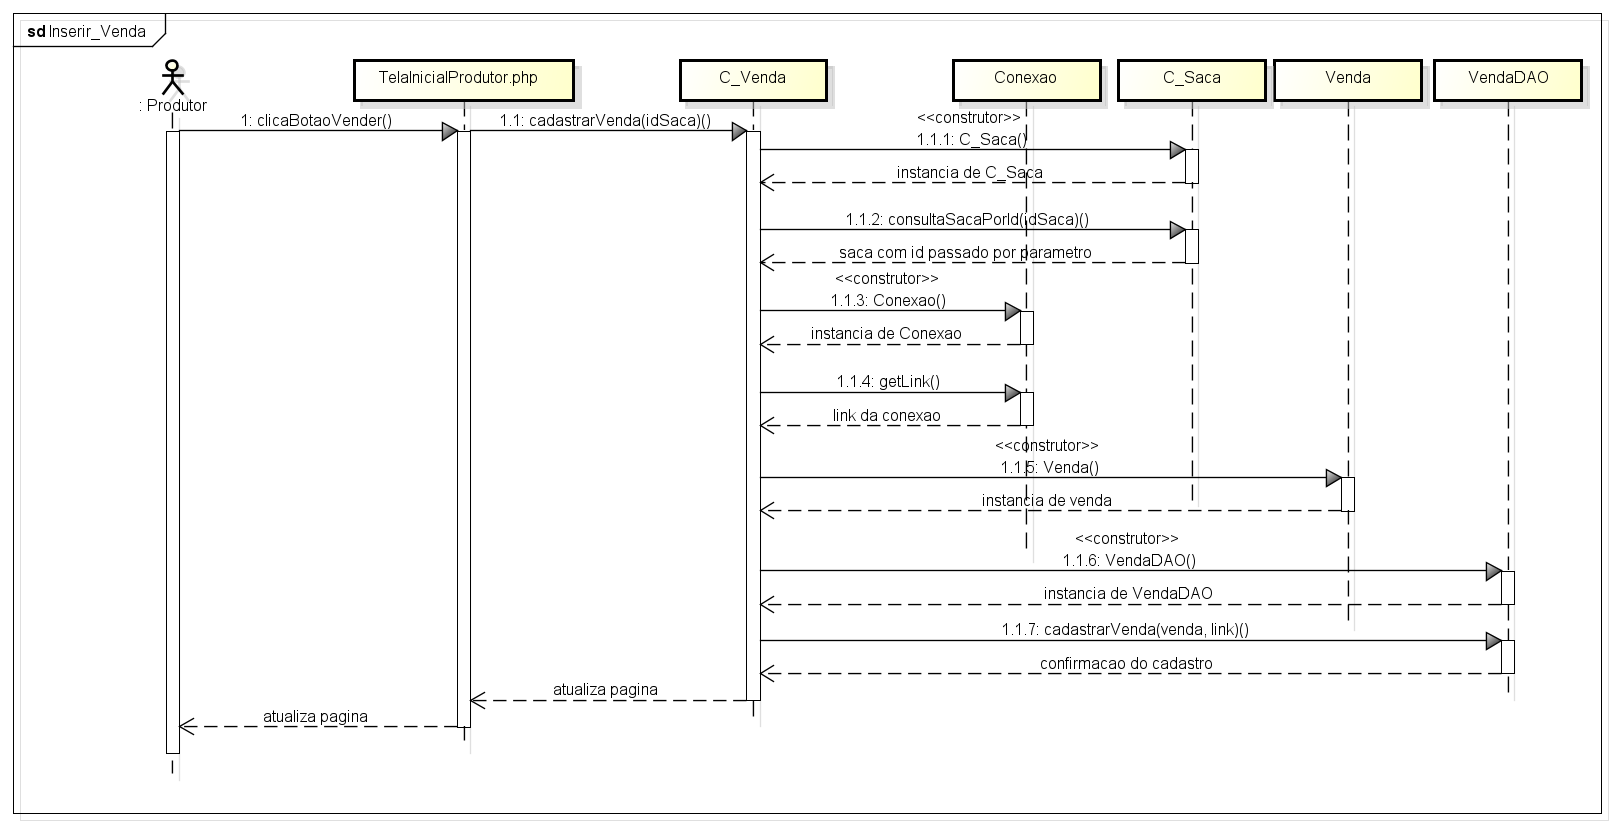 sd Inserir_Venda
: Produtor
TelaInicialProdutor.php
C_Venda
Conexao
C_Saca
Venda
VendaDAO
1: clicaBotaoVender()
1.1: cadastrarVenda(idSaca)()
<<construtor>>
1.1.1: C_Saca()
instancia de C_Saca
1.1.2: consultaSacaPorId(idSaca)()
saca com id passado por parametro
<<construtor>>
1.1.3: Conexao()
instancia de Conexao
1.1.4: getLink()
link da conexao
<<construtor>>
1.1.5: Venda()
instancia de venda
<<construtor>>
1.1.6: VendaDAO()
instancia de VendaDAO
1.1.7: cadastrarVenda(venda, link)()
confirmacao do cadastro
atualiza pagina
atualiza pagina